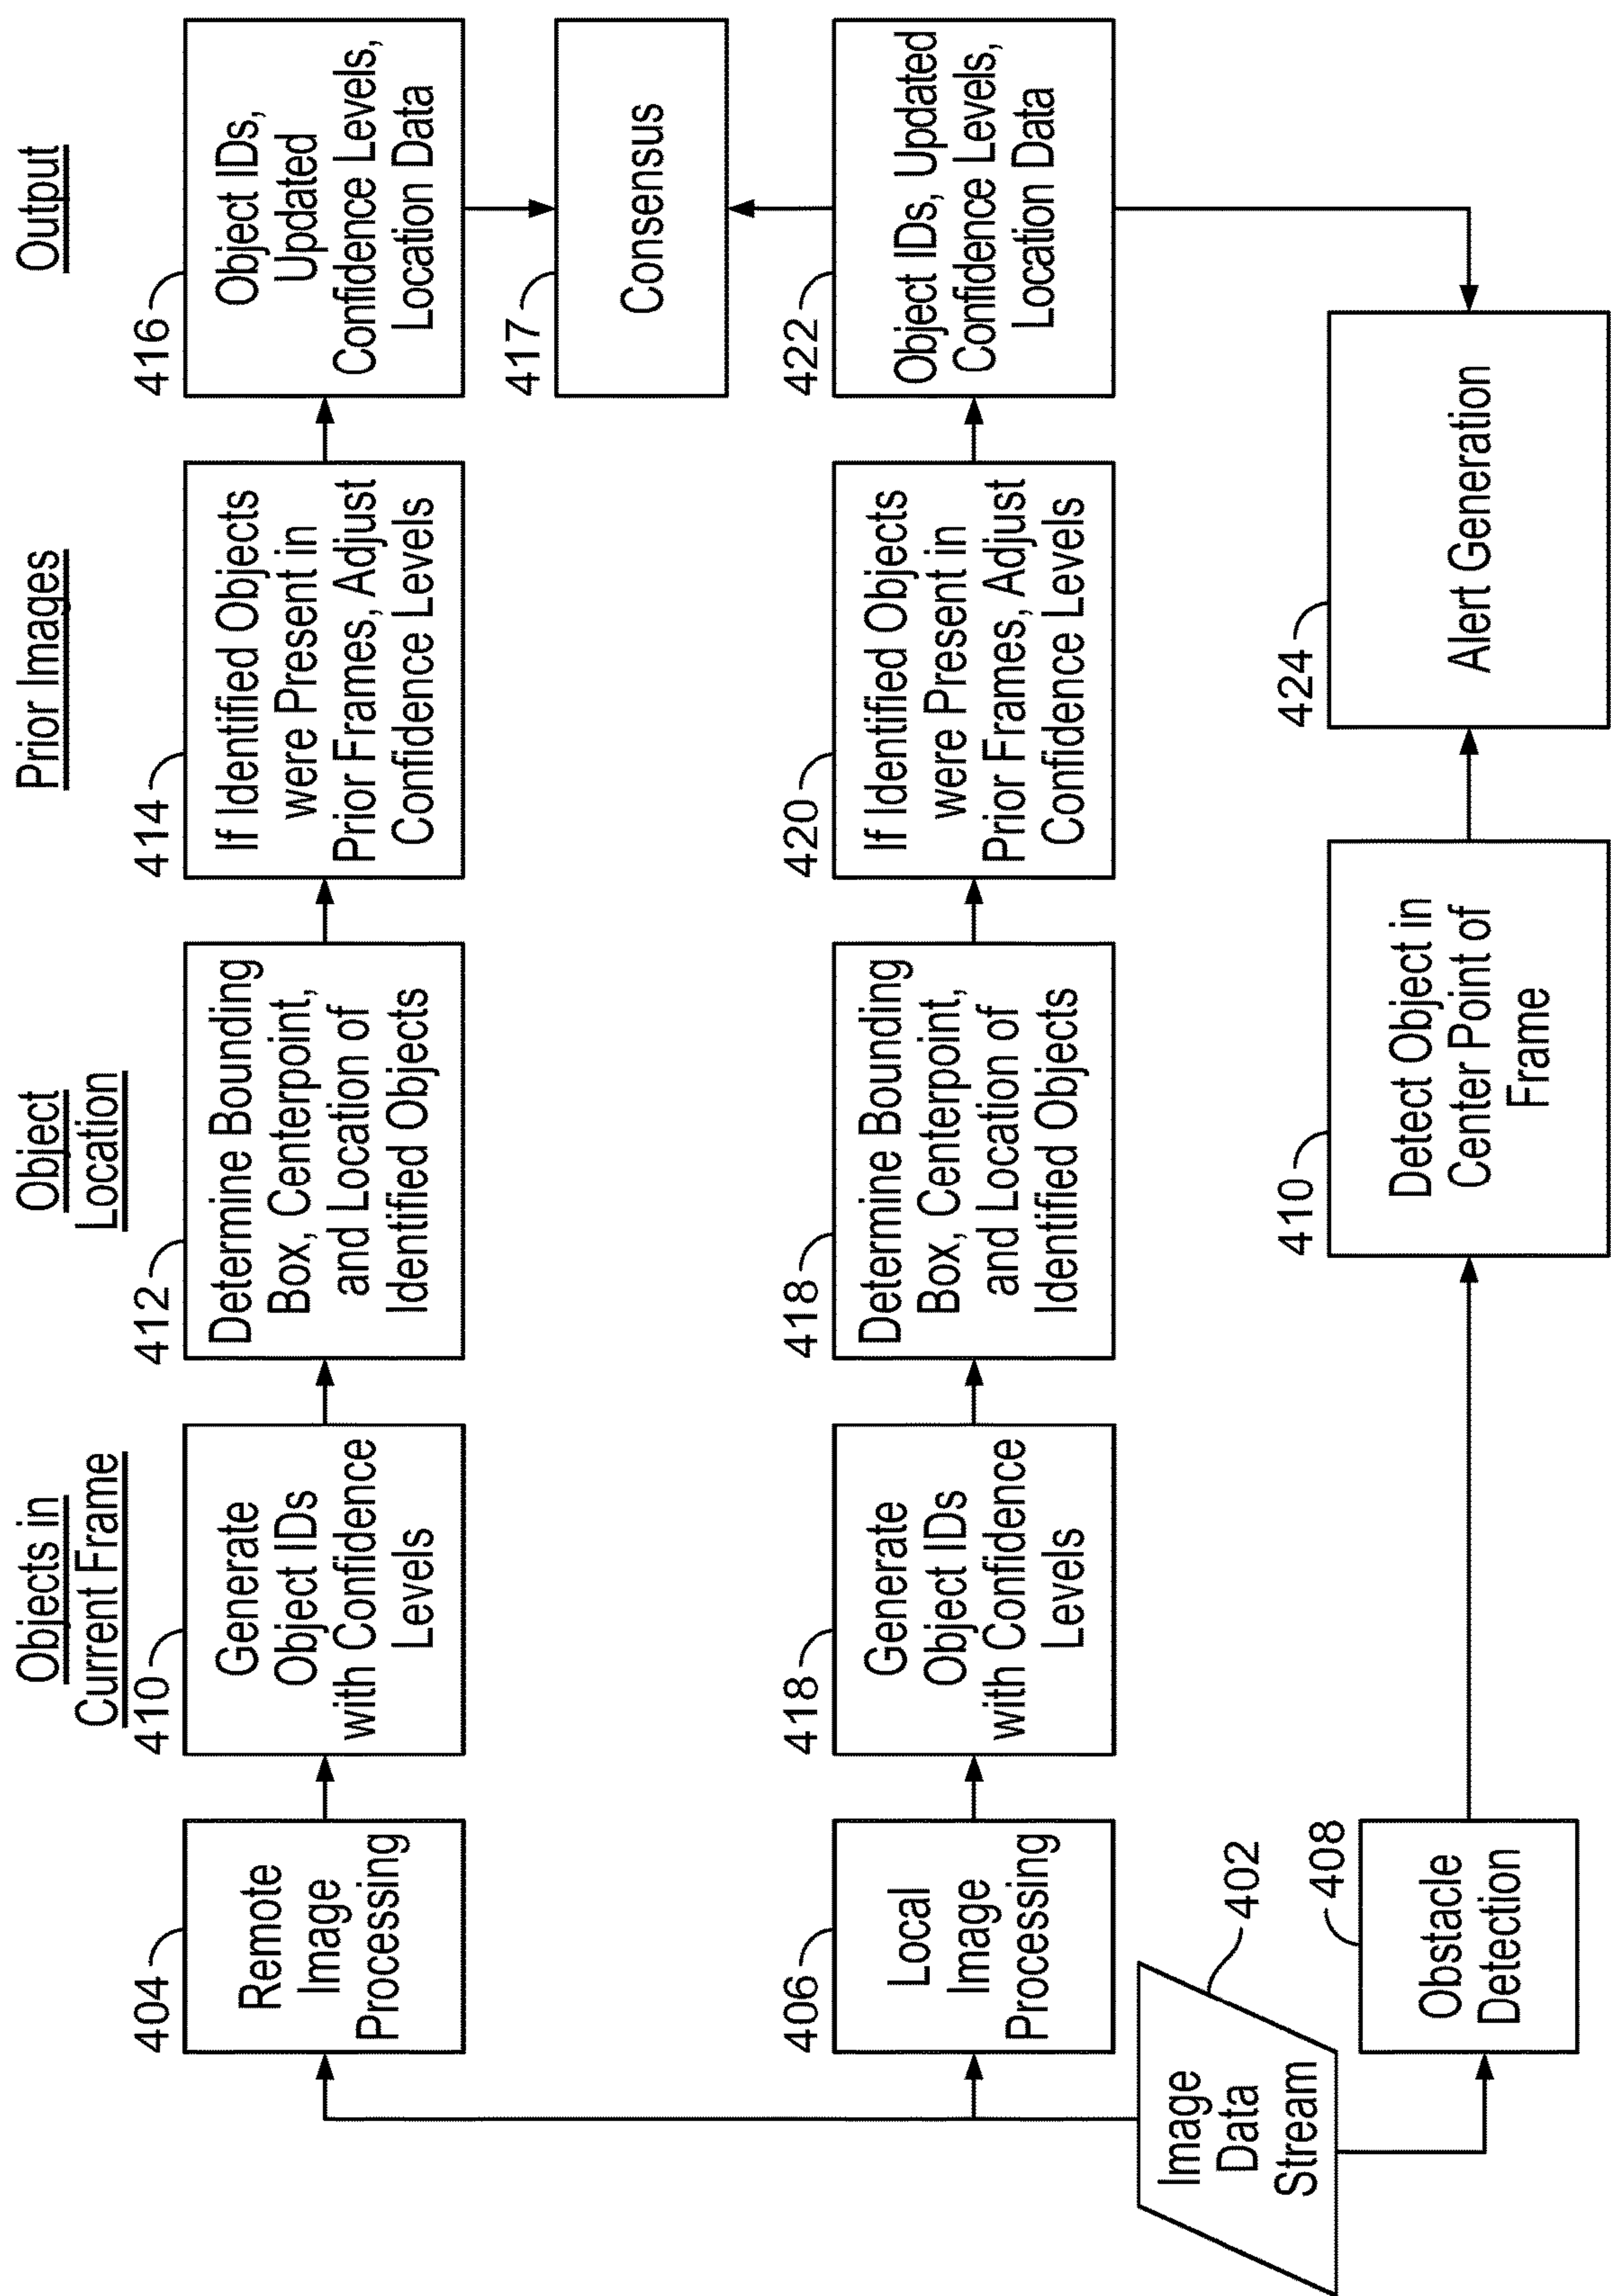 Objects in
Current Frame
Object
Location
Prior Images
Output
404
Remote
Image
Processing
410
Generate
Object IDs
with Confidence
Levels
412
Determine Bounding
Box, Centerpoint,
and Location of
Identified Objects
414
If Identified Objects
were Present in
Prior Frames, Adjust
Confidence Levels
416
Object IDs,
Updated
Confidence Levels,
Location Data
417
Consensus
406
Local
Image
Processing
418
Generate
Object IDs
with Confidence
Levels
418
Determine Bounding
Box, Centerpoint,
and Location of
Identified Objects
420
If Identified Objects
were Present in
Prior Frames, Adjust
Confidence Levels
422
Object IDs, Updated
Confidence Levels,
Location Data
Image
Data
Stream
402
408
Obstacle
Detection
410
Detect Object in
Center Point of
Frame
424
Alert Generation